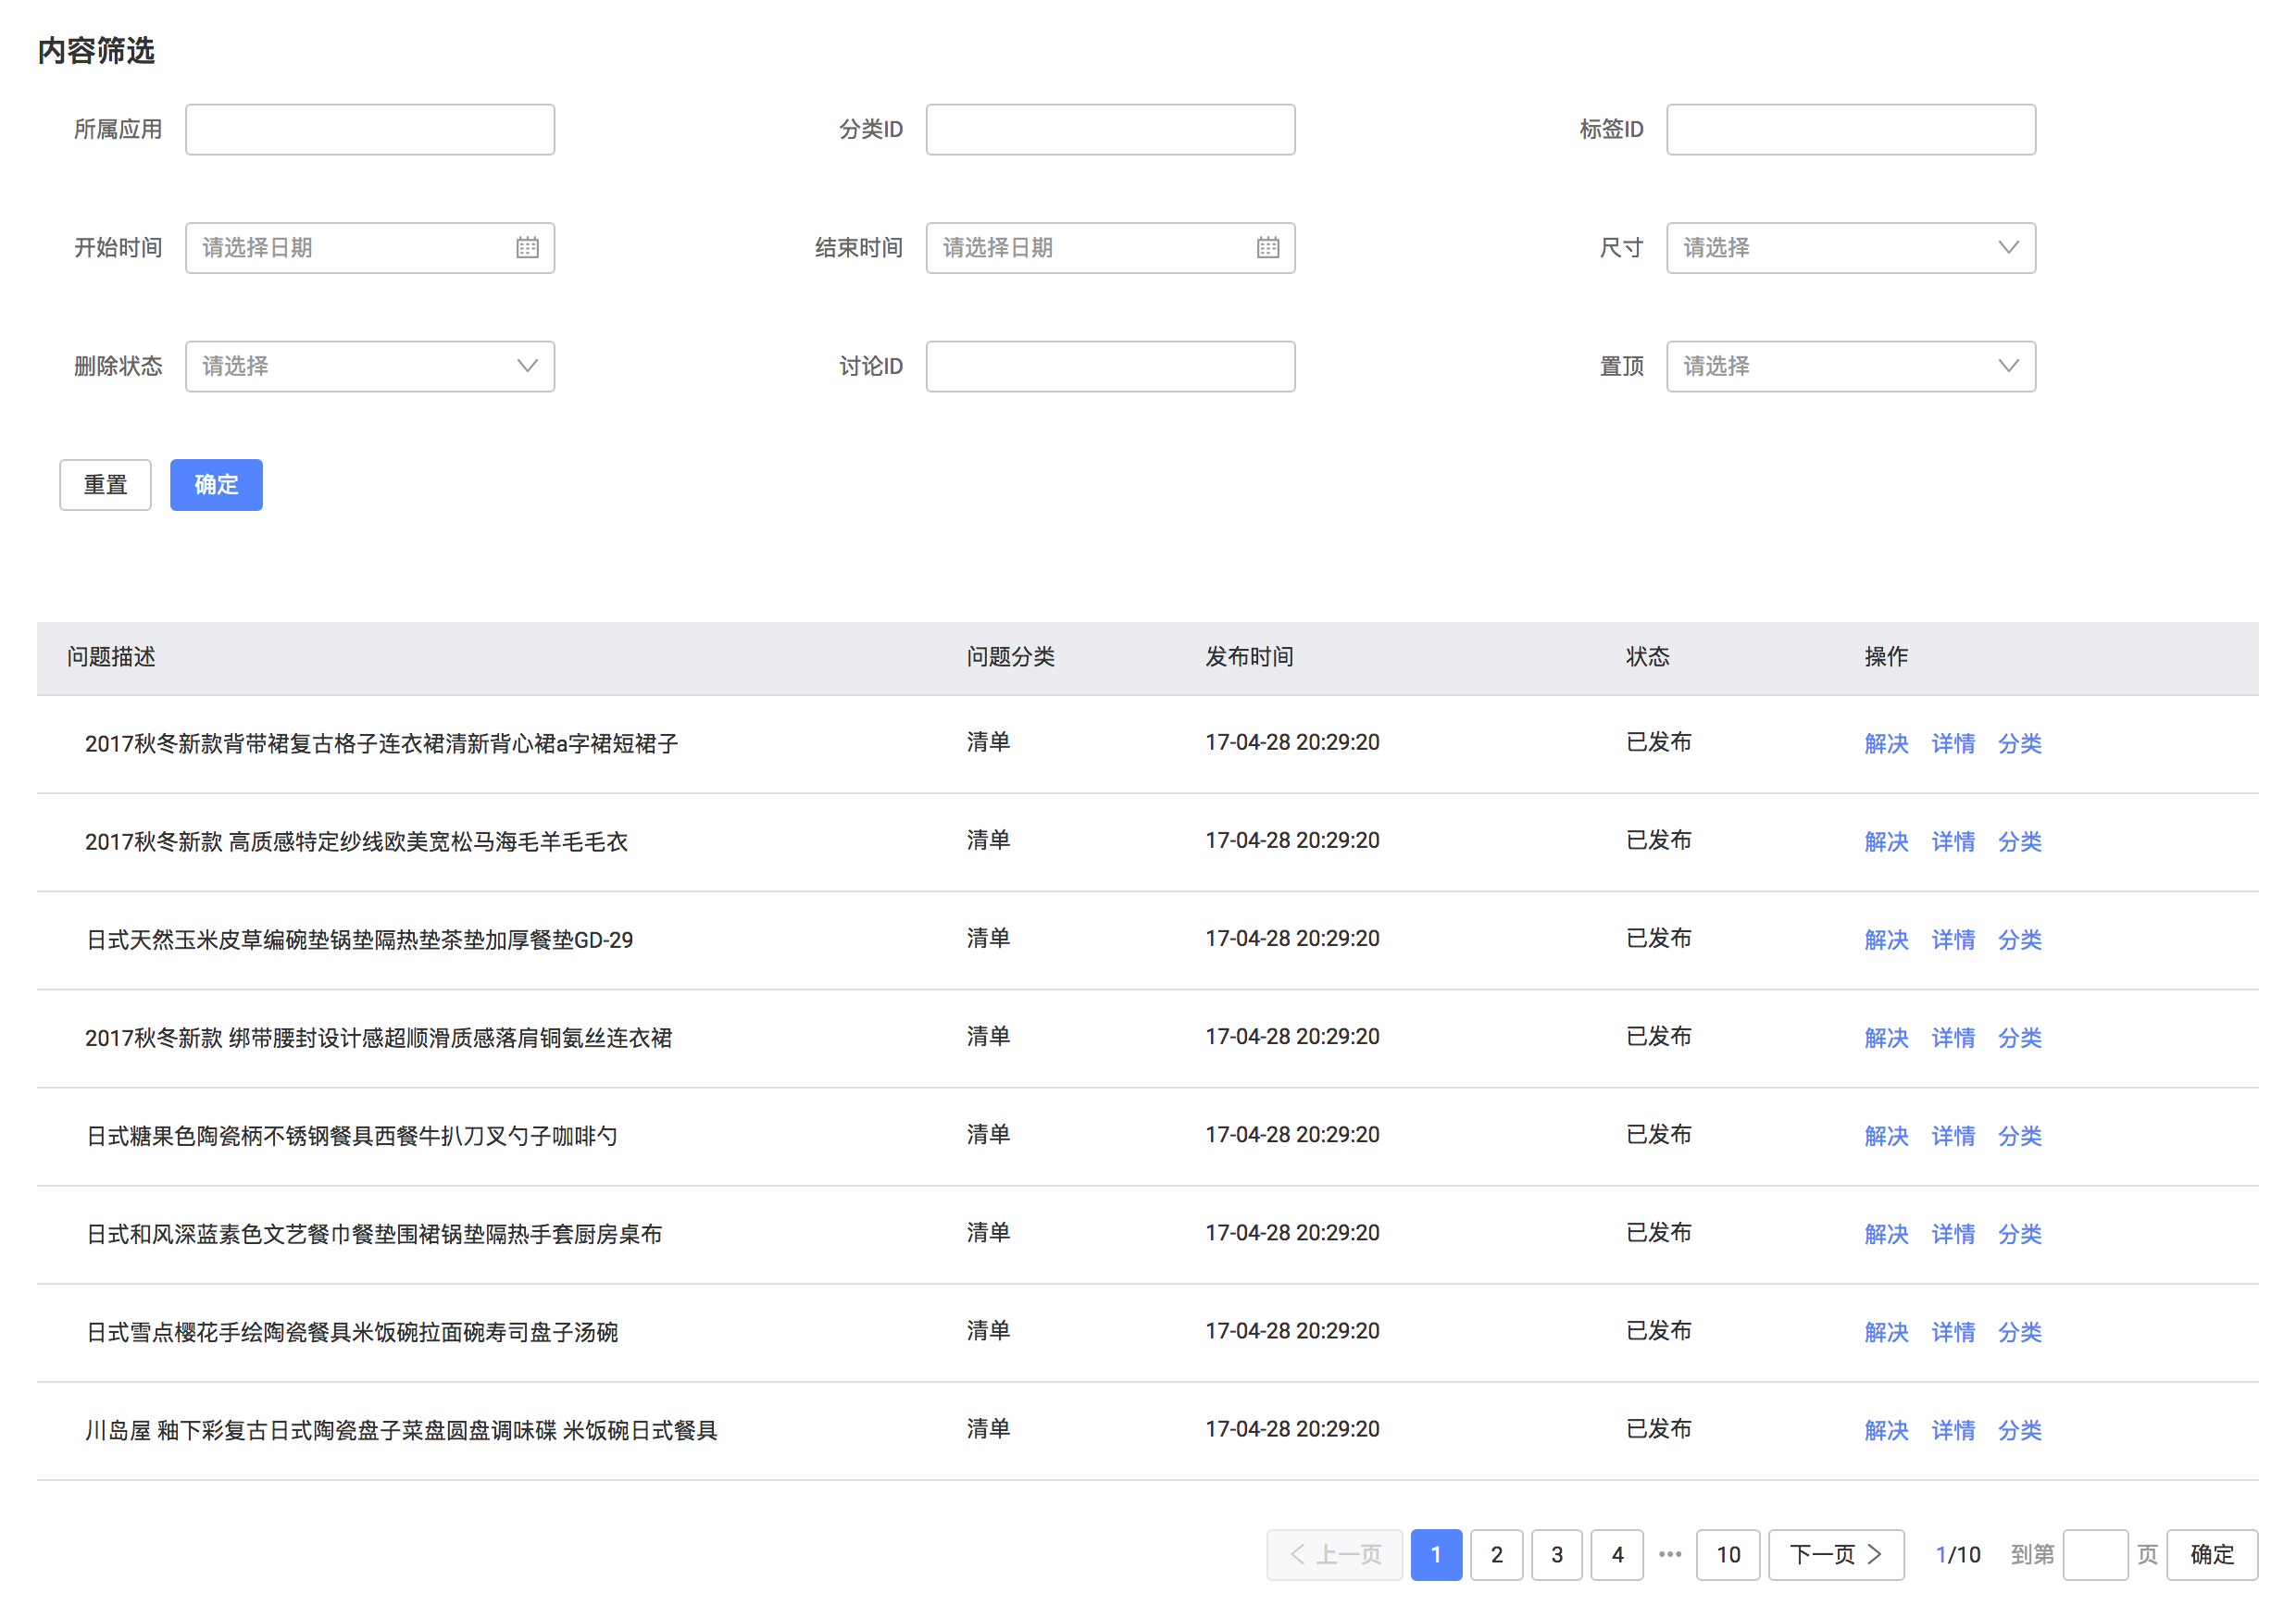 内容筛选
所属应用 分类ID 标签ID
开始时间 请选择日期 结束时间 请选择日期 尺寸 请选择
删除状态 请选择 讨论ID 置顶 请选择
重置 确定
问题描述 问题分类 发布时间 状态 操作
2017秋冬新款背带裙复古格子连衣裙清新背心裙a字裙短裙子 清单 17-04-28 20:29:20 已发布 解决 详情 分类
2017秋冬新款 高质感特定纱线欧美宽松马海毛羊毛毛衣 清单 17-04-28 20:29:20 已发布 解决 详情 分类
日式天然玉米皮草编碗垫锅垫隔热垫茶垫加厚餐垫GD-29 清单 17-04-28 20:29:20 已发布 解决 详情 分类
2017秋冬新款 绑带腰封设计感超顺滑质感落肩铜氨丝连衣裙 清单 17-04-28 20:29:20 已发布 解决 详情 分类
日式糖果色陶瓷柄不锈钢餐具西餐牛扒刀叉勺子咖啡勺 清单 17-04-28 20:29:20 已发布 解决 详情 分类
日式和风深蓝素色文艺餐巾餐垫围裙锅垫隔热手套厨房桌布 清单 17-04-28 20:29:20 已发布 解决 详情 分类
日式雪点樱花手绘陶瓷餐具米饭碗拉面碗寿司盘子汤碗 清单 17-04-28 20:29:20 已发布 解决 详情 分类
川岛屋 釉下彩复古日式陶瓷盘子菜盘圆盘调味碟 米饭碗日式餐具 清单 17-04-28 20:29:20 已发布 解决 详情 分类
上一页 1 2 3 4 ••• 10 下一页 1/10 到第 页 确定